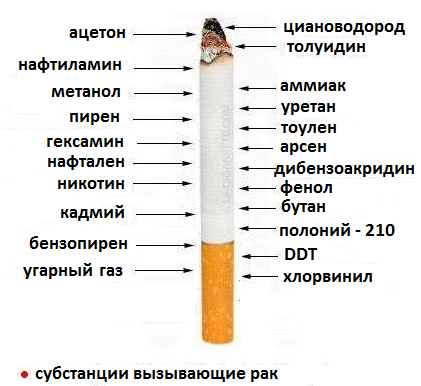 ацетон
нафтиламин
метанол
пирен
гексамин
нафтален
никотин
кадмий
бензопирен
угарный газ
циановодород
толуидин
аммиак
уретан
тоулен
арсен
дибензоакридин
фенол
бутан
полоний - 210
DDT
хлорвинил
• субстанции вызывающие рак